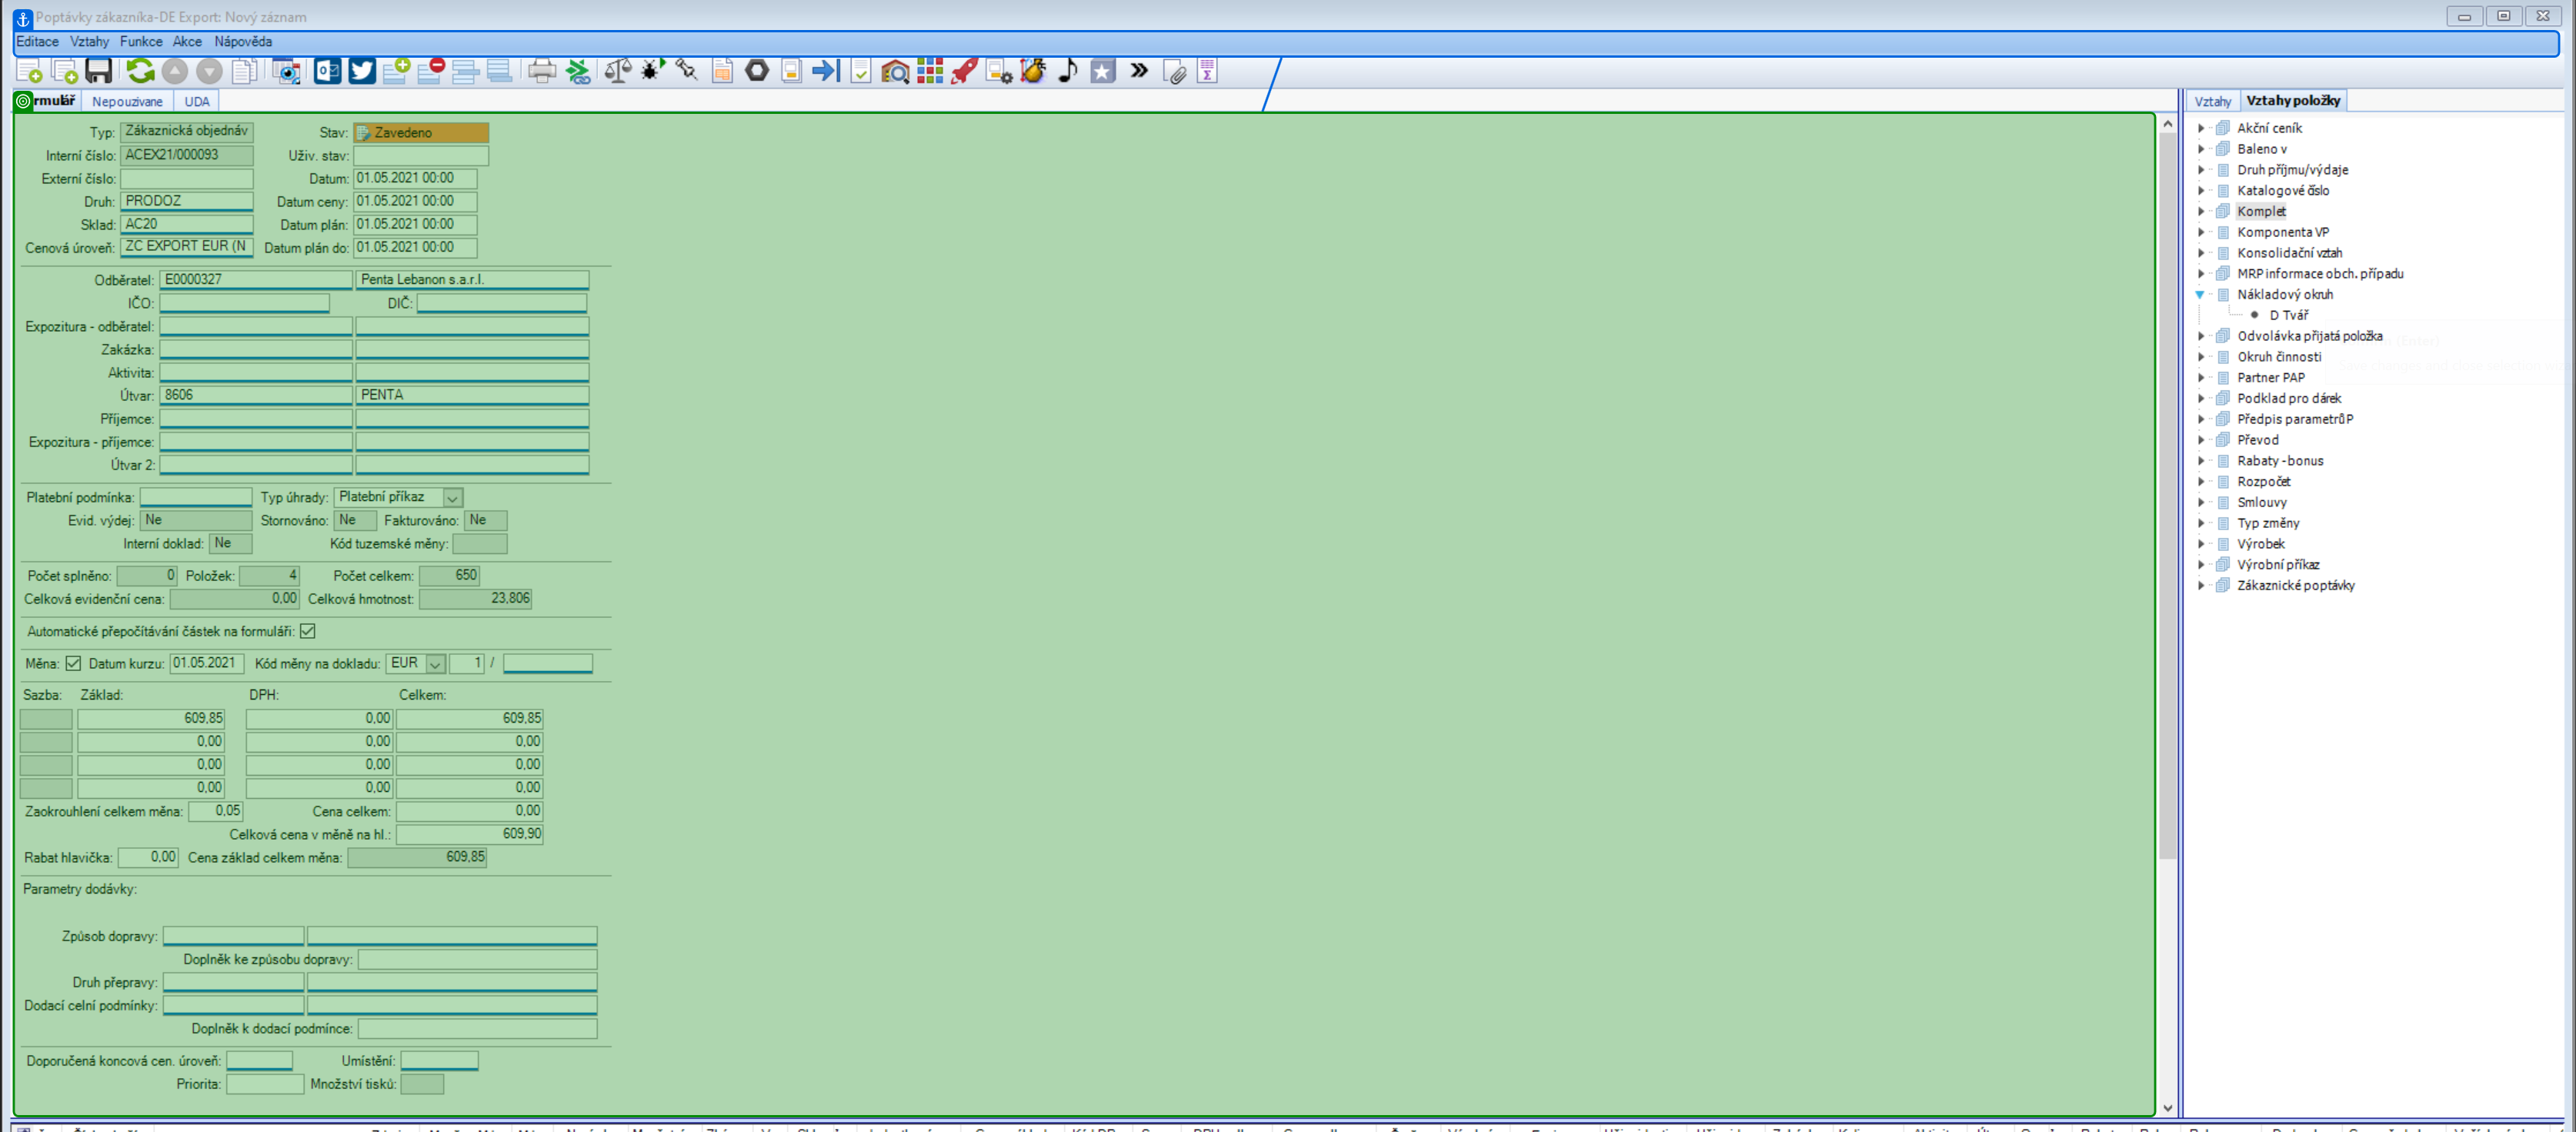 Poptávky zákazníka-DE Export: Nový záznam
Editace Vztahy Funkce Akce Nápověda
rmulář Nepouzivane UDA
Typ: Zákaznická objednáv Stav: Zavedeno
Interní číslo: ACEX21/000093 Uživ. stav:
Externí číslo: Datum: 01.05.2021 00:00
Druh: PRODOZ Datum ceny: 01.05.2021 00:00
Sklad: AC20 Datum plán: 01.05.2021 00:00
Cenová úroveň: ZC EXPORT EUR (N Datum plán do: 01.05.2021 00:00
Odběratel: E0000327 Penta Lebanon s.a.r.l.
IČO: DIČ:
Expozitura - odběratel:
Zakázka:
Aktivita:
Útvar: 8606 PENTA
Příjemce:
Expozitura - příjemce:
Útvar 2:
Platební podmínka: Typ úhrady: Platební příkaz
Evid. výdej: Ne Stornováno: Ne Fakturováno: Ne
Interní doklad: Ne Kód tuzemské měny:
Počet splněno: 0 Položek: 4 Počet celkem: 650
Celková evidenční cena: 0,00 Celková hmotnost: 23,806
Automatické přepočítávání částek na formuláři:
Měna: Datum kurzu: 01.05.2021 Kód měny na dokladu: EUR 1 /
Sazba: Základ: DPH: Celkem:
609,85 0,00 609,85
0,00 0,00 0,00
0,00 0,00 0,00
0,00 0,00 0,00
Zaokrouhlení celkem měna: 0,05 Cena celkem: 0,00
Celková cena v měně na hl.: 609,90
Rabat hlavička: 0,00 Cena základ celkem měna: 609,85
Parametry dodávky:
Způsob dopravy:
Doplněk ke způsobu dopravy:
Druh přepravy:
Dodací celní podmínky:
Doplněk k dodací podmínce:
Doporučená koncová cen. úroveň: Umístění:
Priorita: Množství tisků:
Vztahy Vztahy položky
Akční ceník
Baleno v
Druh příjmu/výdaje
Katalogové číslo
Komplet
Komponenta VP
Konsolidační vztah
MRP informace obch. případu
Nákladový okruh
D Tvář
Odvolávka přijatá položka
Okruh činnosti
Partner PAP
Podklad pro dárek
Předpis parametrů P
Převod
Rabaty - bonus
Rozpočet
Smlouvy
Typ změny
Výrobek
Výrobní příkaz
Zákaznické poptávky